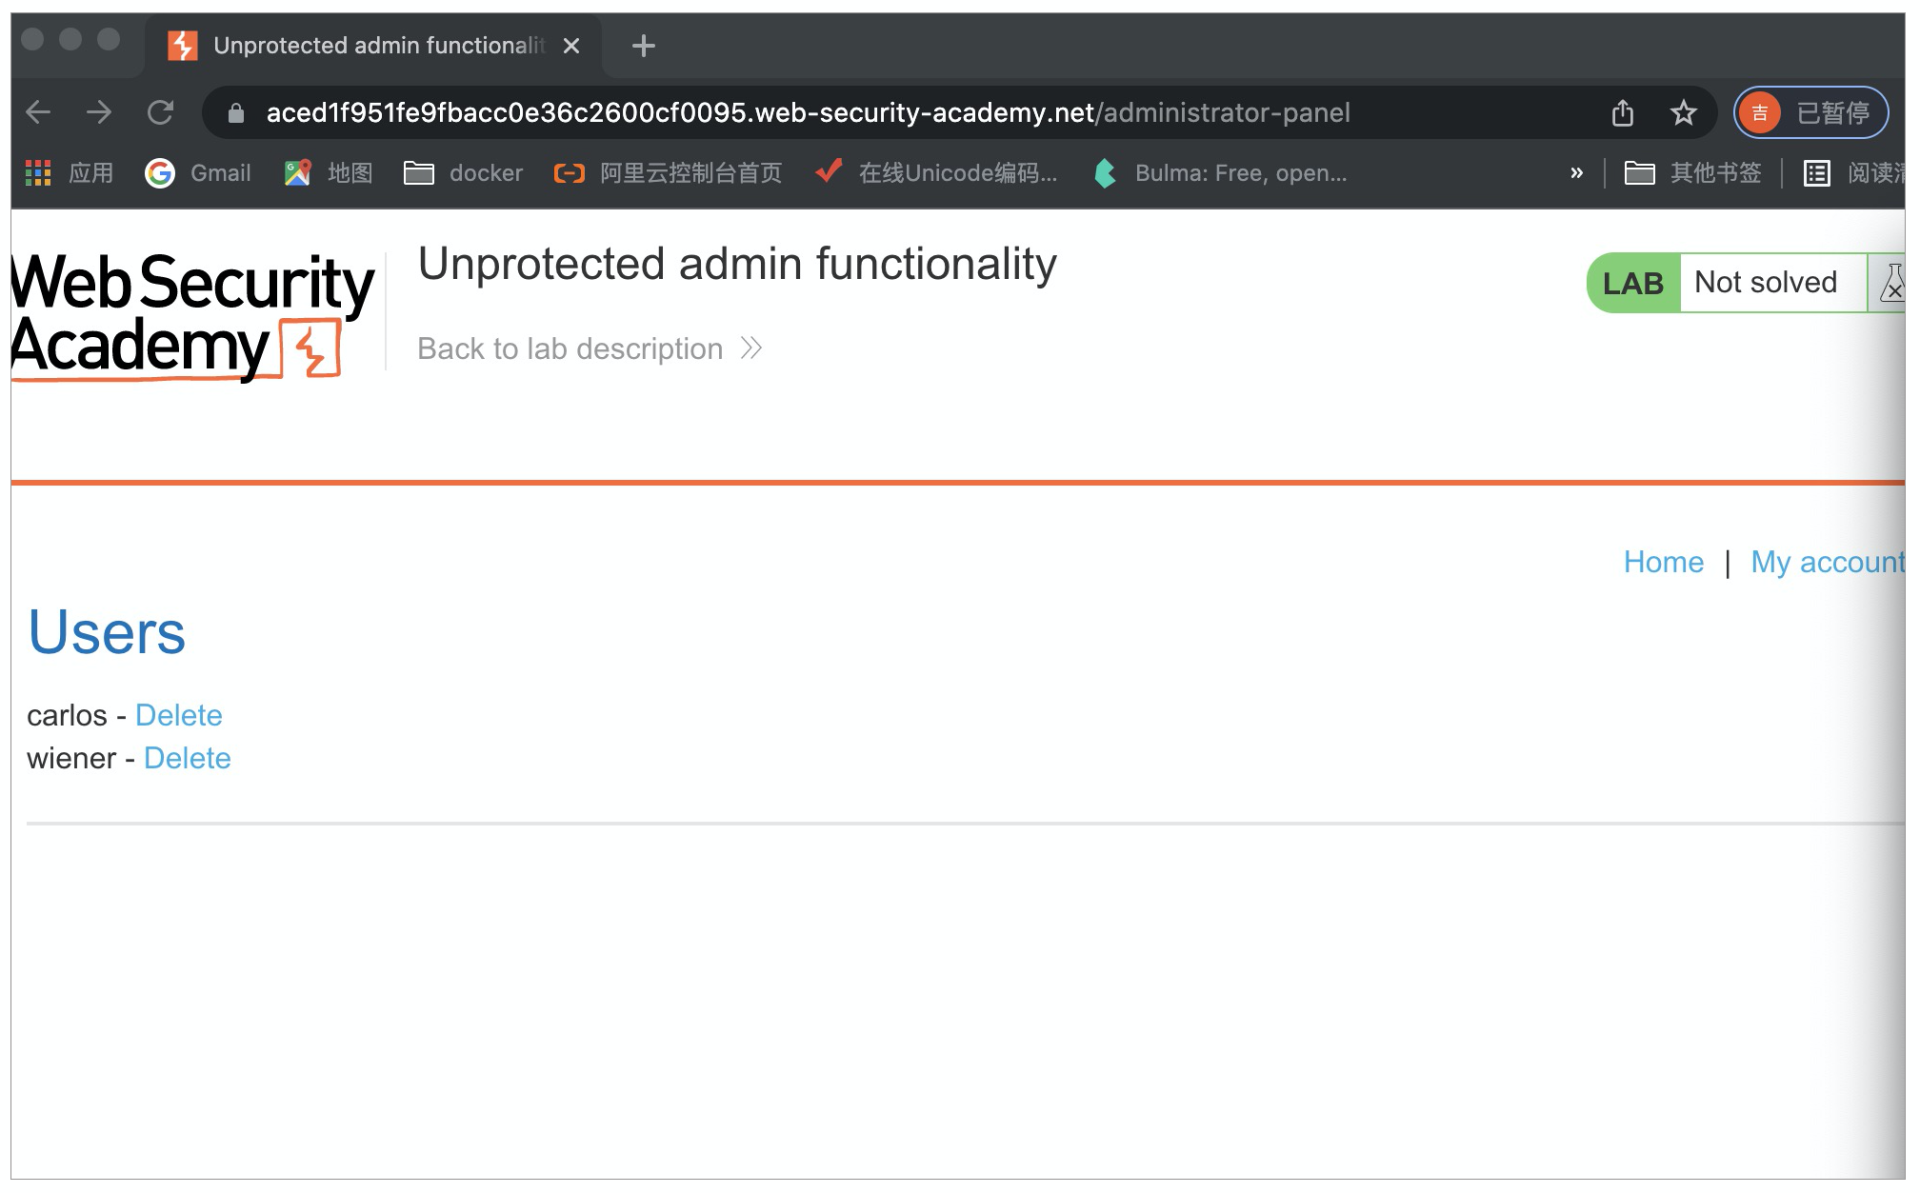 Unprotected admin functionalit
aced1f951fe9fbacc0e36c2600cf0095.web-security-academy.net/administrator-panel
吉 已暂停
应用 Gmail 地图 docker 阿里云控制台首页 在线Unicode编码... Bulma: Free, open... » 其他书签 阅读清
Web Security
Academy
Unprotected admin functionality
Back to lab description
LAB Not solved
Home | My account
Users
carlos - Delete
wiener - Delete